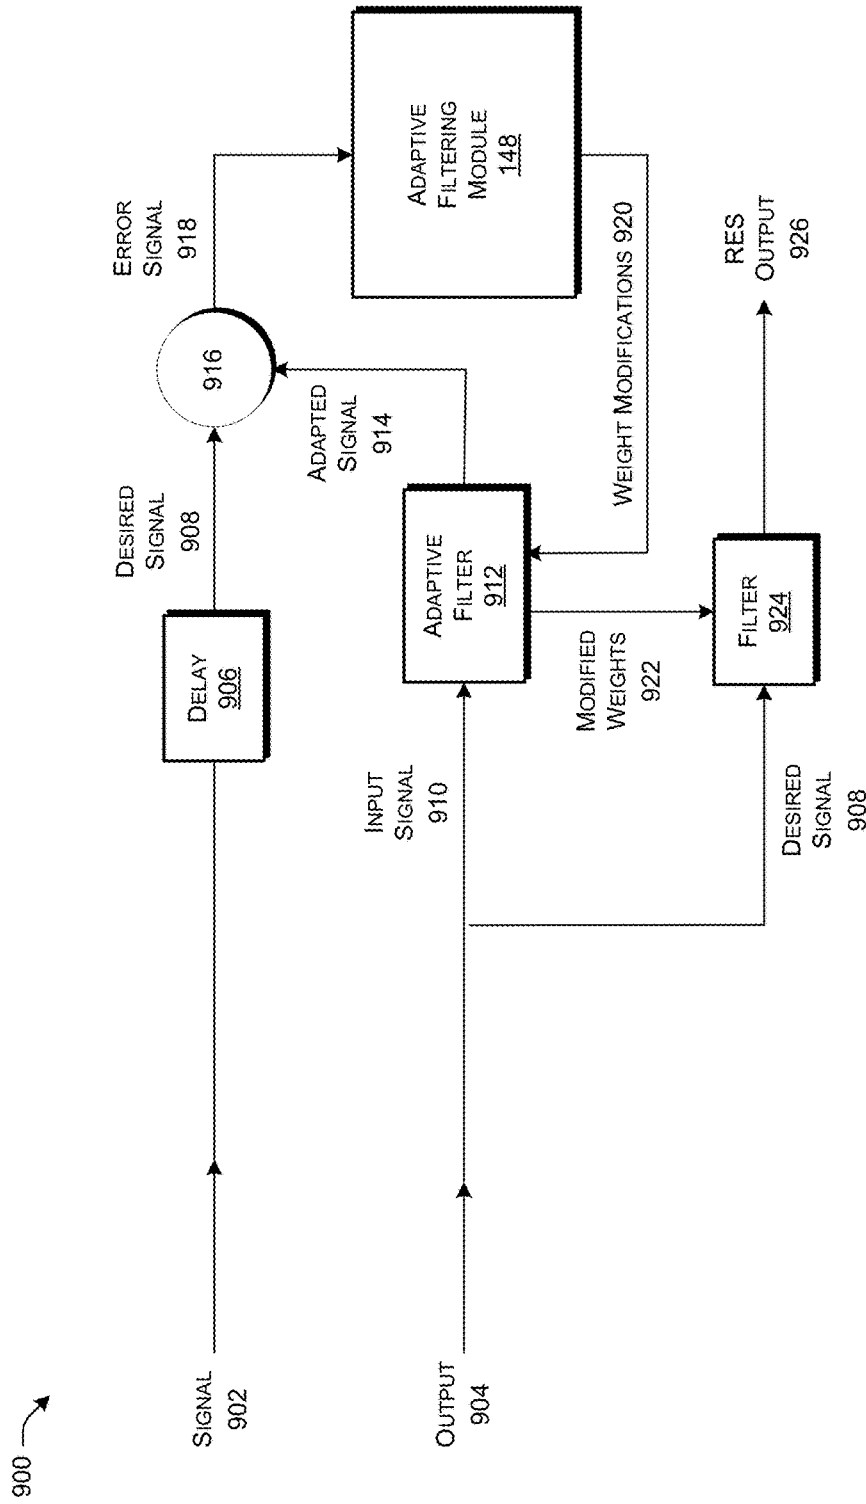 900
SIGNAL
902
DELAY
906
DESIRED
SIGNAL
908
916
ERROR
SIGNAL
918
ADAPTIVE
FILTERING
MODULE
148
OUTPUT
904
INPUT
SIGNAL
910
ADAPTIVE
FILTER
912
ADAPTED
SIGNAL
914
WEIGHT MODIFICATIONS 920
MODIFIED
WEIGHTS
922
DESIRED
SIGNAL
908
FILTER
924
RES
OUTPUT
926